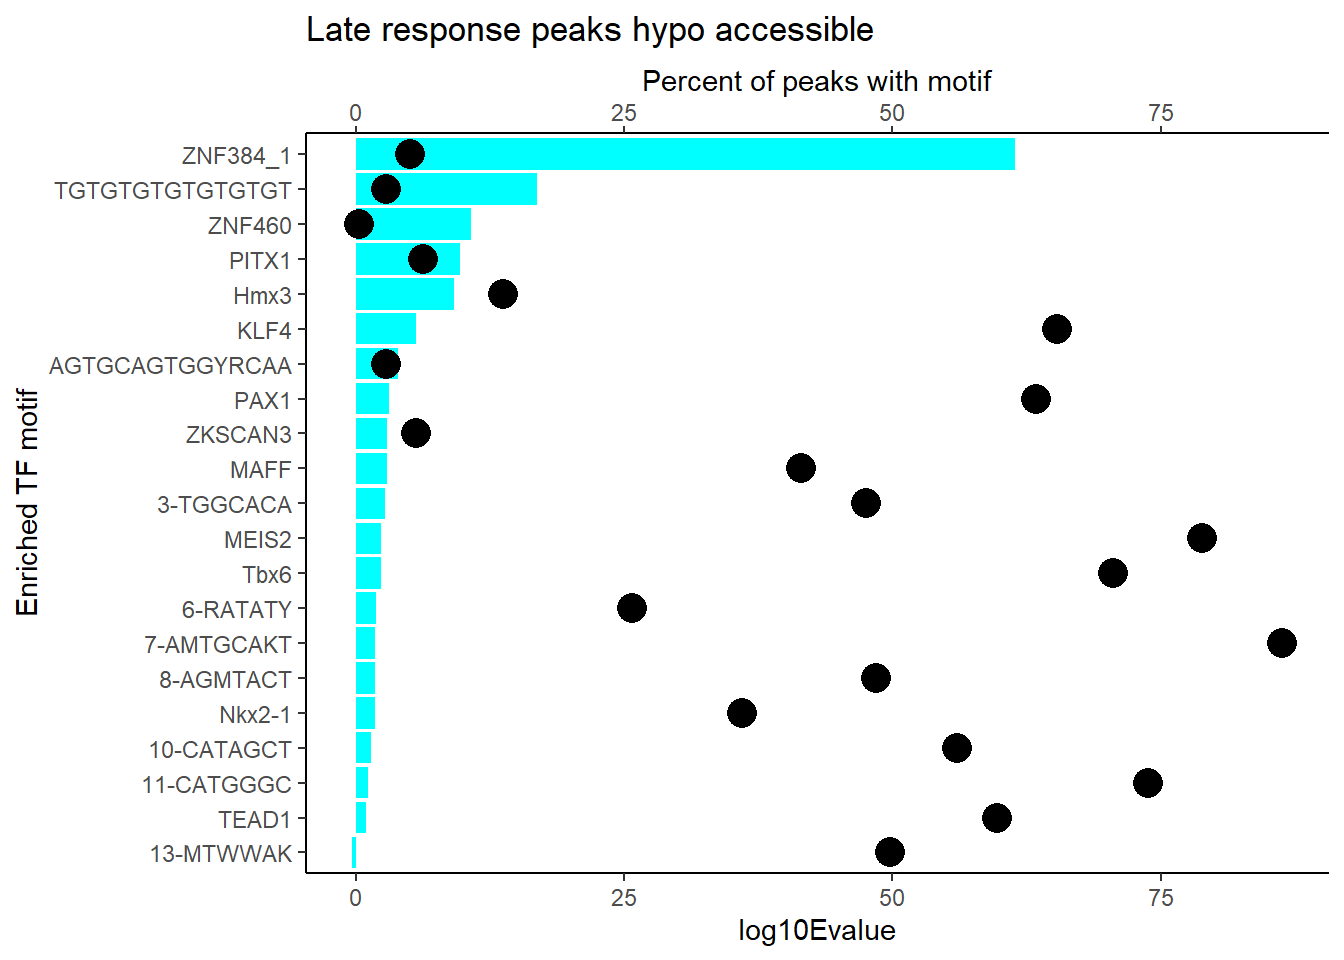 Late response peaks hypo accessible
Percent of peaks with motif
0 25 50 75
Enriched TF motif
ZNF384_1
TGTGTGTGTGTGTGT
ZNF460
PITX1
Hmx3
KLF4
AGTGCAGTGGYRCAA
PAX1
ZKSCAN3
MAFF
3-TGGCACA
MEIS2
Tbx6
6-RATATY
7-AMTGCAKT
8-AGMTACT
Nkx2-1
10-CATAGCT
11-CATGGGC
TEAD1
13-MTWWAK
0 25 50 75
log10Evalue